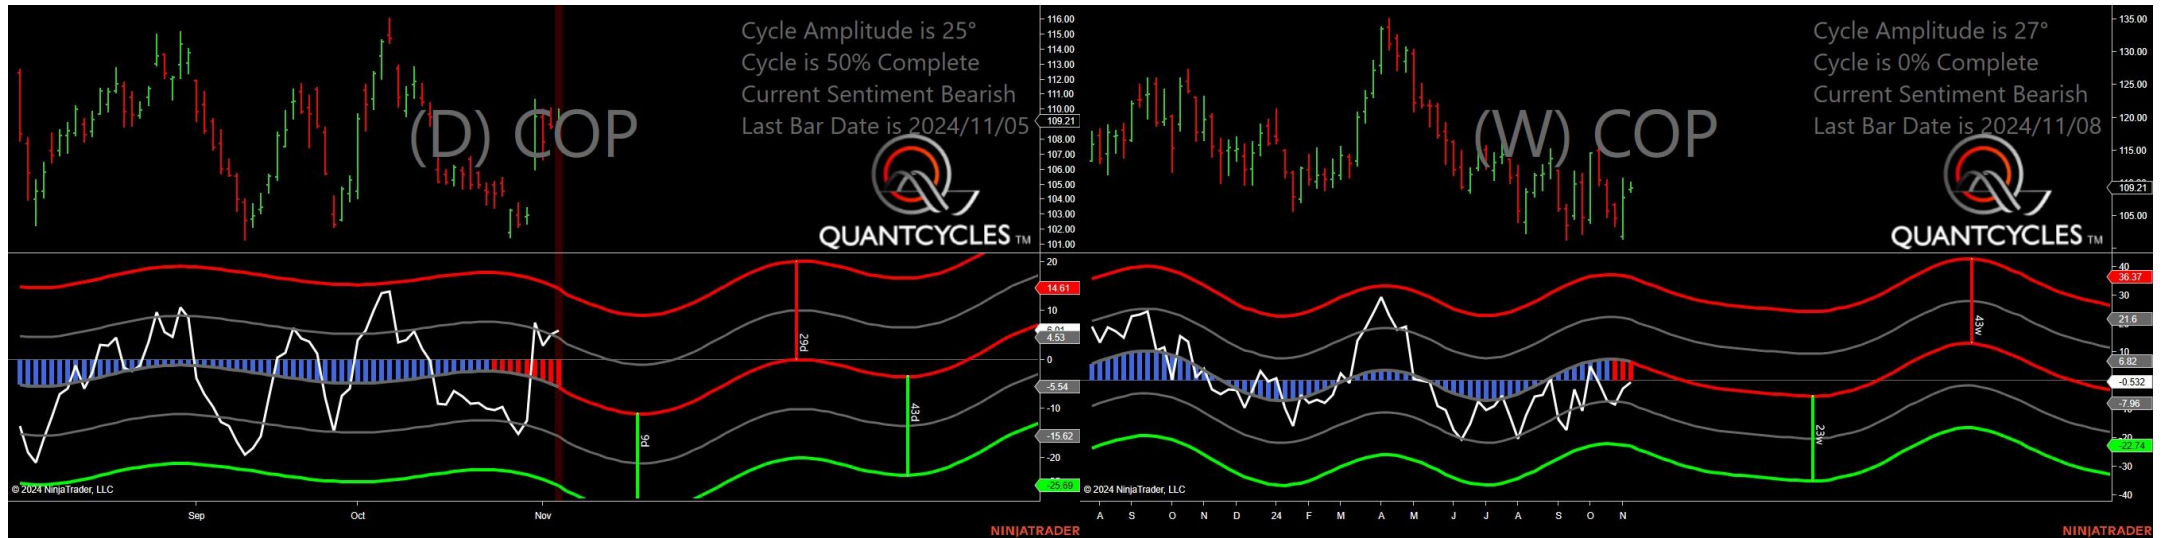 Cycle Amplitude is 25°
Cycle is 50% Complete
Current Sentiment Bearish
Last Bar Date is 2024/11/05
(D) COP
QUANTCYCLES TM
116.00
115.00
114.00
113.00
112.00
111.00
110.00
109.21
108.00
107.00
106.00
105.00
104.00
103.00
102.00
101.00
20
14.61
10
6.01
4.53
0
-5.54
-10
-15.62
-20
-25.69
9d
29d
43d
© 2024 NinjaTrader, LLC
Sep
Oct
Nov
NINJATRADER
Cycle Amplitude is 27°
Cycle is 0% Complete
Current Sentiment Bearish
Last Bar Date is 2024/11/08
(W) COP
QUANTCYCLES TM
135.00
130.00
125.00
120.00
115.00
109.21
105.00
40
36.37
30
21.6
10
6.82
-0.532
-7.96
-20
-22.74
-30
-40
23w
43w
© 2024 NinjaTrader, LLC
A S O N D 24 F M A M J J A S O N
NINJATRADER